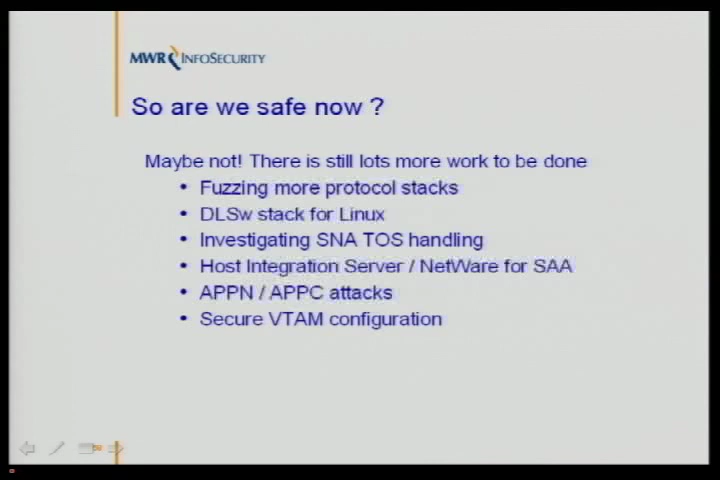 MWR INFOSECURITY
So are we safe now ?
Maybe not! There is still lots more work to be done
• Fuzzing more protocol stacks
• DLSw stack for Linux
• Investigating SNA TOS handling
• Host Integration Server / NetWare for SAA
• APPN / APPC attacks
• Secure VTAM configuration